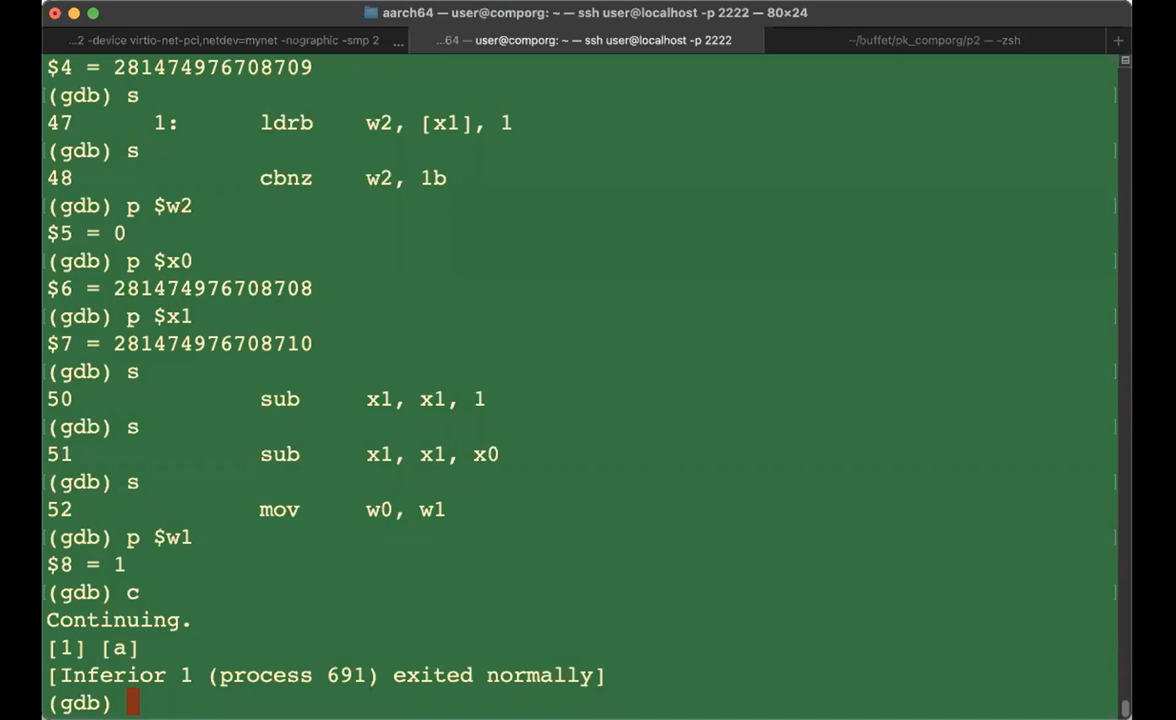 aarch64 — user@comporg: ~ — ssh user@localhost -p 2222 — 80×24
...2 -device virtio-net-pci,netdev=mynet -nographic -smp 2 ... ...64 — user@comporg: ~ — ssh user@localhost -p 2222 ~/buffet/pk_comporg/p2 — -zsh +
$4 = 281474976708709
(gdb) s
47 1: ldrb w2, [x1], 1
(gdb) s
48 cbnz w2, 1b
(gdb) p $w2
$5 = 0
(gdb) p $x0
$6 = 281474976708708
(gdb) p $x1
$7 = 281474976708710
(gdb) s
50 sub x1, x1, 1
(gdb) s
51 sub x1, x1, x0
(gdb) s
52 mov w0, w1
(gdb) p $w1
$8 = 1
(gdb) c
Continuing.
[1] [a]
[Inferior 1 (process 691) exited normally]
(gdb)